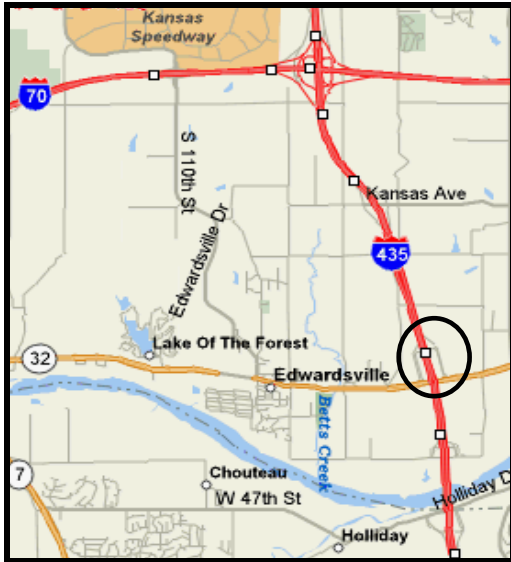 Kansas
Speedway
70
S 110th St
Kansas Ave
Edwardsville Dr
435
Lake Of The Forest
32
Edwardsville
Betts Creek
7
Chouteau
W 47th St
Holliday D
Holliday